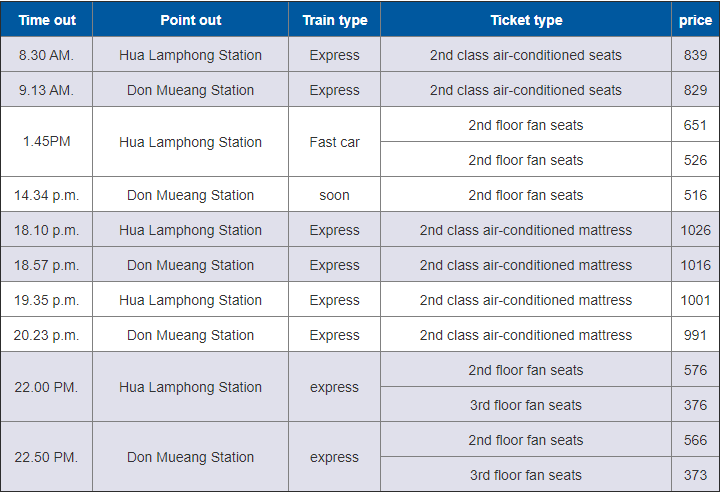 Time out Point out Train type Ticket type price
8.30 AM. Hua Lamphong Station Express 2nd class air-conditioned seats 839
9.13 AM. Don Mueang Station Express 2nd class air-conditioned seats 829
1.45PM Hua Lamphong Station Fast car 2nd floor fan seats 651
2nd floor fan seats 526
14.34 p.m. Don Mueang Station soon 2nd floor fan seats 516
18.10 p.m. Hua Lamphong Station Express 2nd class air-conditioned mattress 1026
18.57 p.m. Don Mueang Station Express 2nd class air-conditioned mattress 1016
19.35 p.m. Hua Lamphong Station Express 2nd class air-conditioned mattress 1001
20.23 p.m. Don Mueang Station Express 2nd class air-conditioned mattress 991
22.00 PM. Hua Lamphong Station express 2nd floor fan seats 576
3rd floor fan seats 376
22.50 PM. Don Mueang Station express 2nd floor fan seats 566
3rd floor fan seats 373